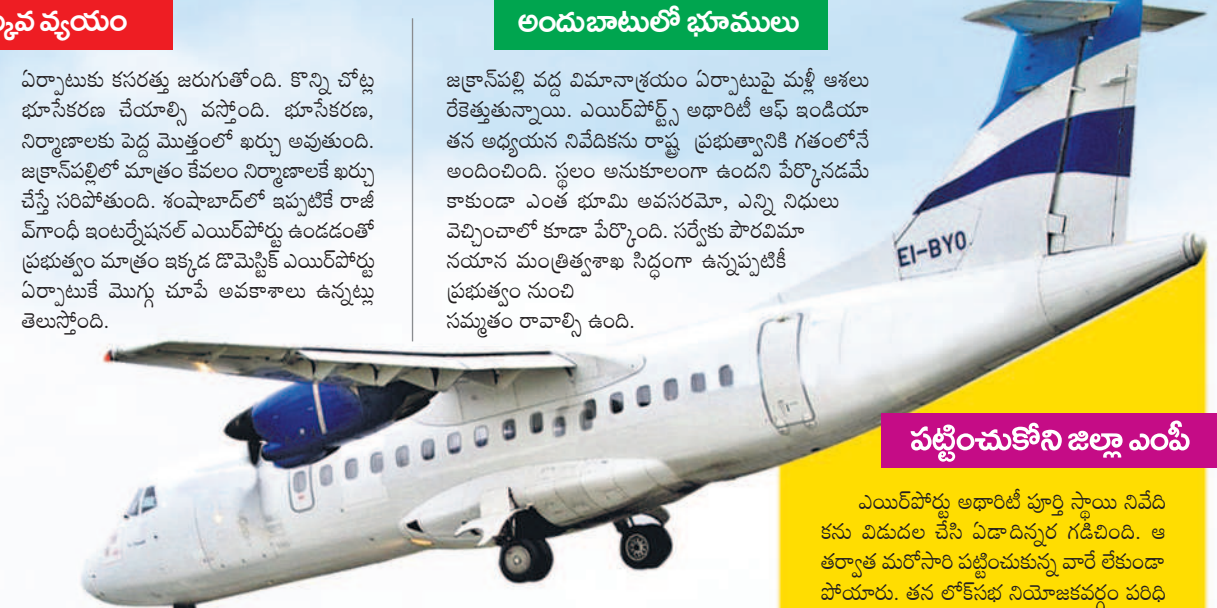 వ్యయం
ఏర్పాటుకు కసరత్తు జరుగుతోంది. కొన్ని చోట్ల
భూసేకరణ చేయాల్సి వస్తోంది. భూసేకరణ,
నిర్మాణాలకు పెద్ద మొత్తంలో ఖర్చు అవుతుంది.
జక్రాన్‌పల్లిలో మాత్రం కేవలం నిర్మాణాలకే ఖర్చు
చేస్తే సరిపోతుంది. శంషాబాద్‌లో ఇప్పటికే రాజీ
వ్‌గాంధీ ఇంటర్నేషనల్ ఎయిర్‌పోర్టు ఉండడంతో
ప్రభుత్వం మాత్రం ఇక్కడ డొమెస్టిక్ ఎయిర్‌పోర్టు
ఏర్పాటుకే మొగ్గు చూపే అవకాశాలు ఉన్నట్లు
తెలుస్తోంది.
అందుబాటులో భూములు
జక్రాన్‌పల్లి వద్ద విమానాశ్రయం ఏర్పాటుపై మళ్లీ ఆశలు
రేకెత్తుతున్నాయి. ఎయిర్‌పోర్ట్స్ అథారిటీ ఆఫ్ ఇండియా
తన అధ్యయన నివేదికను రాష్ట్ర ప్రభుత్వానికి గతంలోనే
అందించింది. స్థలం అనుకూలంగా ఉందని పేర్కొనడమే
కాకుండా ఎంత భూమి అవసరమో, ఎన్ని నిధులు
వెచ్చించాలో కూడా పేర్కొంది. సర్వేకు పౌరవిమా
నయాన మంత్రిత్వశాఖ సిద్ధంగా ఉన్నప్పటికీ
ప్రభుత్వం నుంచి
సమ్మతం రావాల్సి ఉంది.
EI-BYO
పట్టించుకోని జిల్లా ఎంపీ
ఎయిర్‌పోర్టు అథారిటీ పూర్తి స్థాయి నివేది
కను విడుదల చేసి ఏడాదిన్నర గడిచింది. ఆ
తర్వాత మరోసారి పట్టించుకున్న వారే లేకుండా
పోయారు. తన లోక్‌సభ నియోజకవర్గం పరిధి